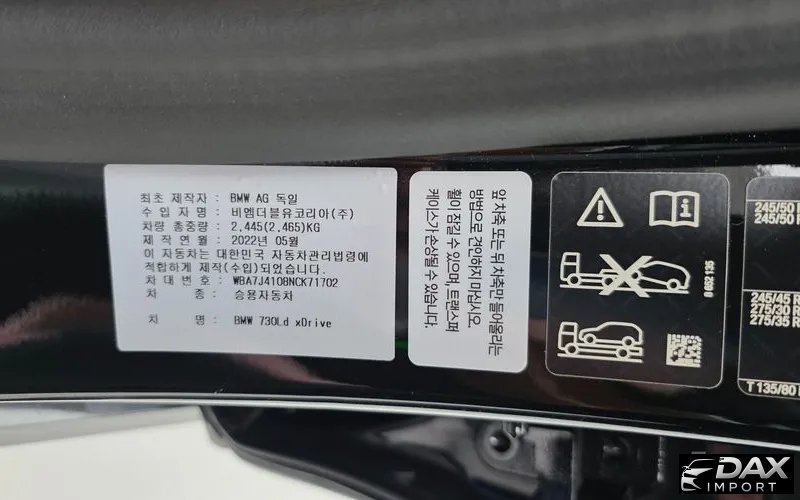 최초 제작자 : BMW AG 독일
수 입 자 명 : 비엠더블유코리아(주)
차량 총중량 : 2,445(2,465)KG
제 작 연 월 : 2022년 05월
이 자동차는 대한민국 자동차관리법령에
적합하게 제작(수입)되었습니다.
차 대 번 호 : WBA7J4108NCK71702
차 종 : 승용자동차
차 명 : BMW 730Ld xDrive
앞 차축 또는 뒤 차축만 들어올리는
방법으로 견인하지 마십시오.
휠이 잠길 수 있으며, 트랜스퍼
케이스가 손상될 수 있습니다.
8 692 135
245/50 R
245/50
245/45 R
275/30 R
275/35 R
T 135/80
DAX
IMPORT